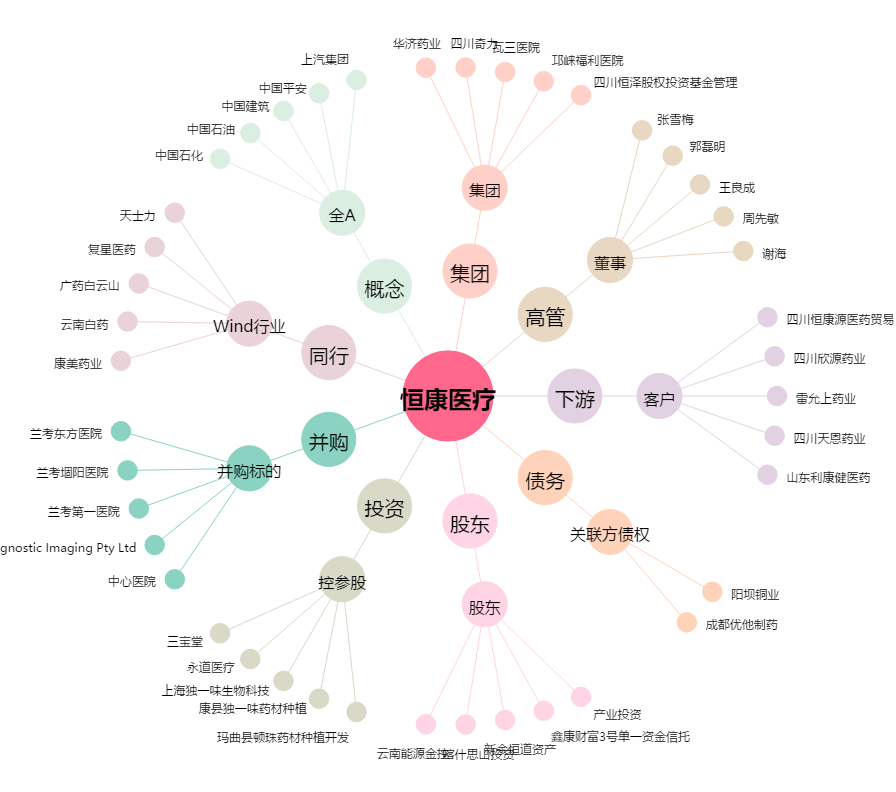 恒康医疗
集团
集团
华济药业
四川奇力
瓦三医院
邛崃福利医院
四川恒泽股权投资基金管理
高管
董事
张雪梅
郭磊明
王良成
周先敏
谢海
下游
客户
四川恒康源医药贸易
四川欣源药业
雷允上药业
四川天恩药业
山东利康健医药
债务
关联方债权
阳坝铜业
成都优他制药
股东
股东
产业投资
鑫康财富3号单一资金信托
新余恒道资产
喀什思山投资
云南能源金控
投资
控参股
玛曲县顿珠药材种植开发
康县独一味药材种植
上海独一味生物科技
永道医疗
三宝堂
并购
并购标的
中心医院
gnostic Imaging Pty Ltd
兰考第一医院
兰考堌阳医院
兰考东方医院
同行
Wind行业
康美药业
云南白药
广药白云山
复星医药
天士力
概念
全A
中国石化
中国石油
中国建筑
中国平安
上汽集团